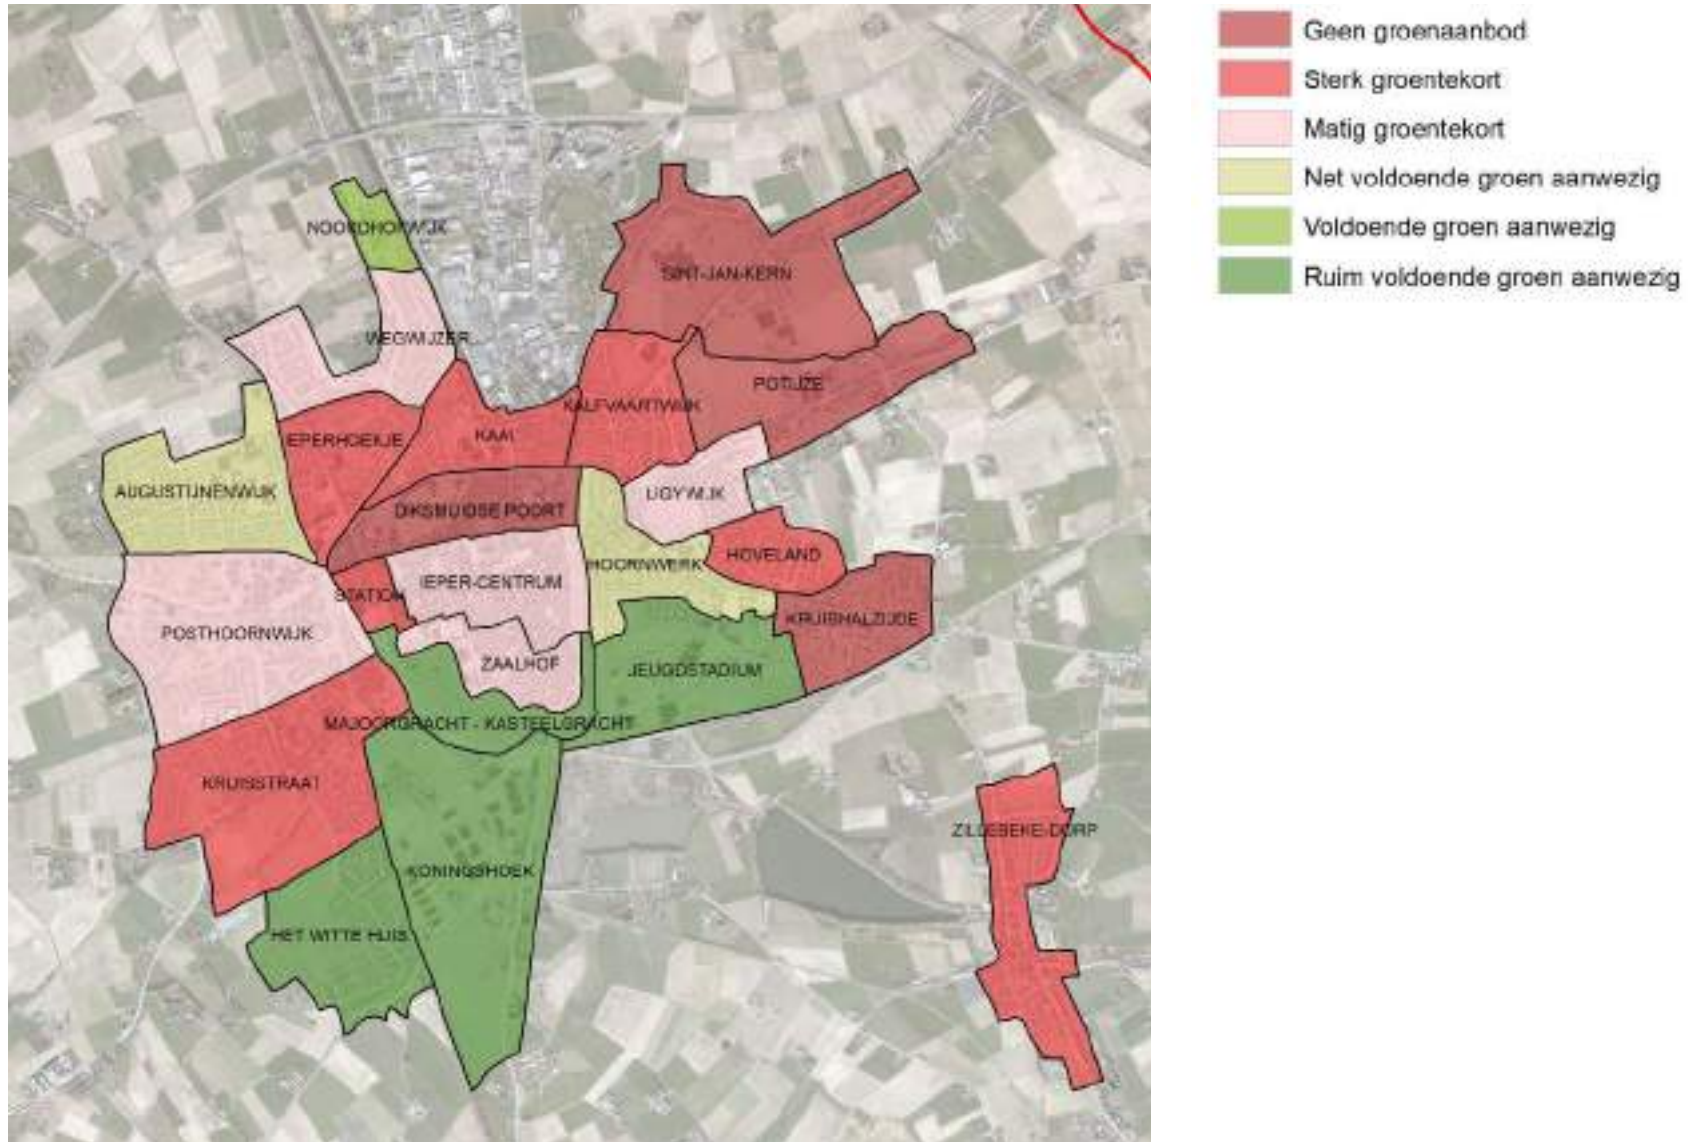 Geen groenaanbod
Sterk groentekort
Matig groentekort
Net voldoende groen aanwezig
Voldoende groen aanwezig
Ruim voldoende groen aanwezig
NOORDHOFWIJK
SINT-JAN-KERN
WEGWIJZER
POTIJZE
KALFVAARTWIJK
IEPERHOEKJE
KAAI
AUGUSTIJNENWIJK
LIGYWIJK
DIKSMUIDSE POORT
HOVELAND
HOORNWERK
IEPER-CENTRUM
STATION
KRUISKALZIJDE
POSTHOORNWIJK
ZAALHOF
JEUGDSTADIUM
MAJOORGRACHT - KASTEELGRACHT
KRUISSTRAAT
ZILLEBEKE-DORP
KONINGSHOEK
HET WITTE HUIS